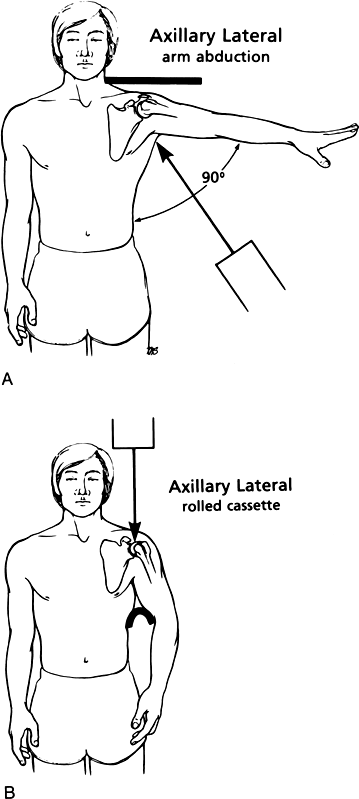 Axillary Lateral
arm abduction
90°
A
Axillary Lateral
rolled cassette
B